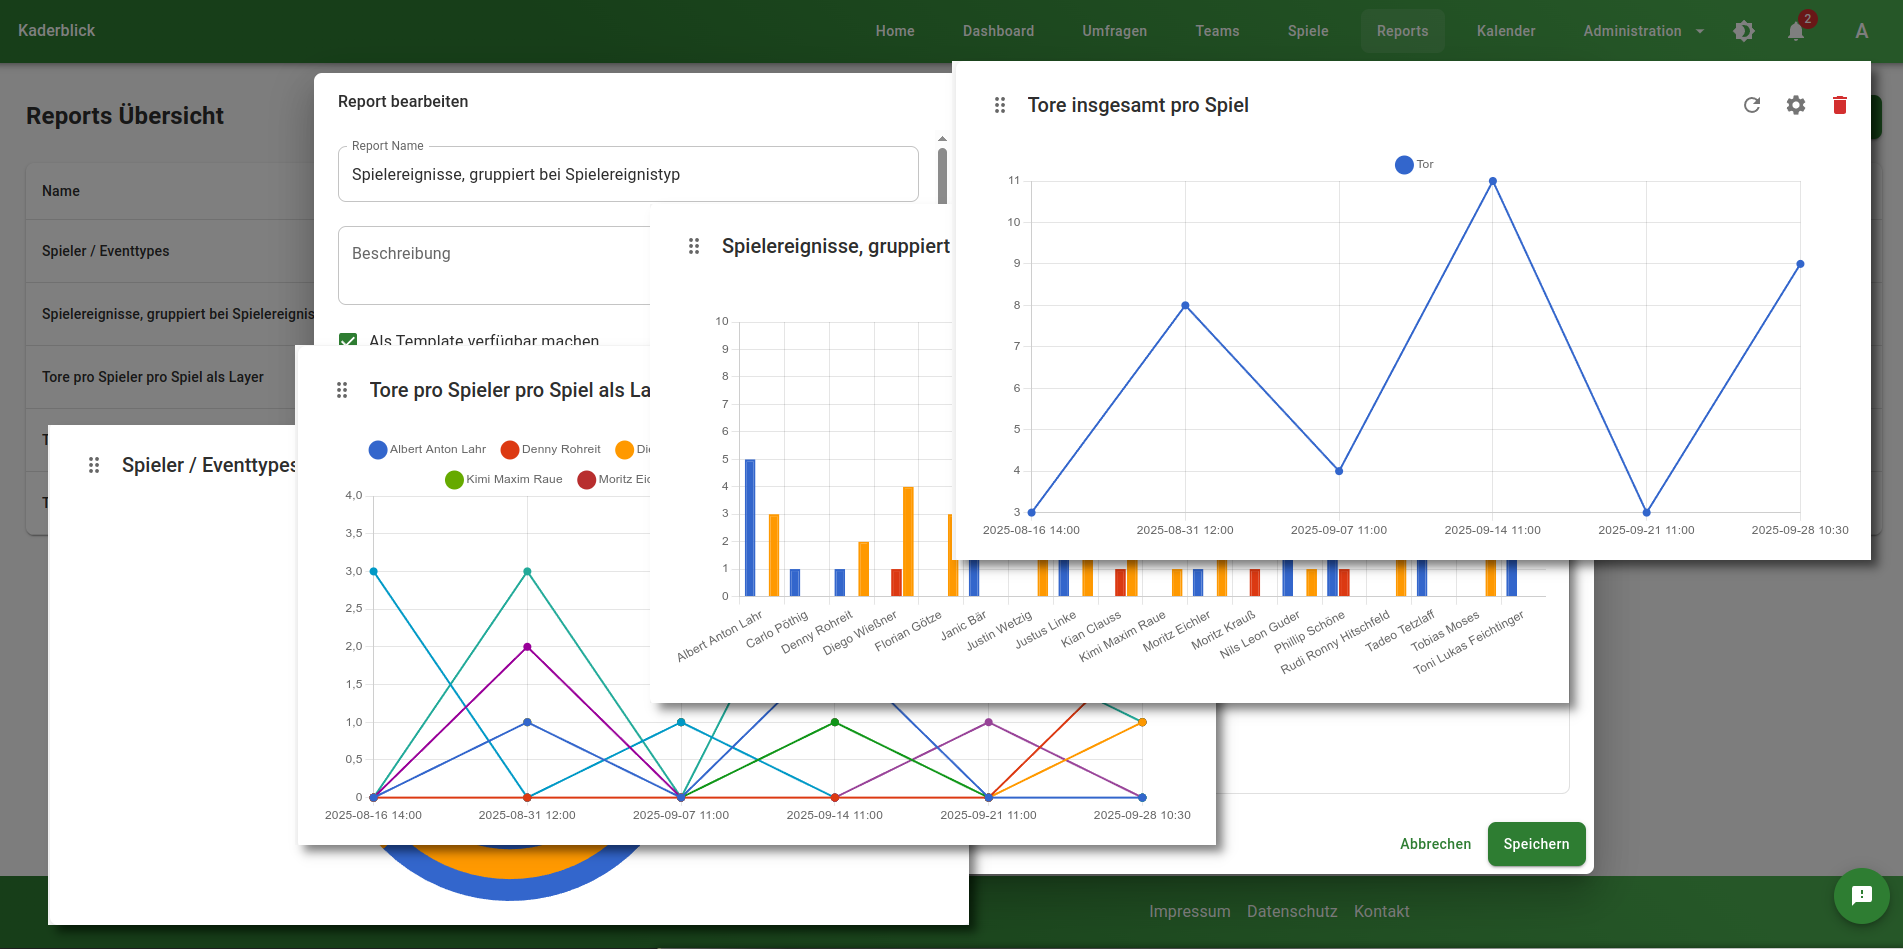 Kaderblick
Home Dashboard Umfragen Teams Spiele Reports Kalender Administration 2 A
Reports Übersicht
Name
Spieler / Eventtypes
Spielereignisse, gruppiert bei Spielereignis
Tore pro Spieler pro Spiel als Layer
T
T
Report bearbeiten
Report Name
Spielereignisse, gruppiert bei Spielereignistyp
Beschreibung
Als Template verfügbar machen
Spieler / Eventtypes
Tore pro Spieler pro Spiel als La
Albert Anton Lahr Denny Rohreit Di
Kimi Maxim Raue Moritz Eic
4,0
3,5
3,0
2,5
2,0
1,5
1,0
0,5
0
2025-08-16 14:00 2025-08-31 12:00 2025-09-07 11:00 2025-09-14 11:00 2025-09-21 11:00 2025-09-28 10:30
Spielereignisse, gruppiert
10
9
8
7
6
5
4
3
2
1
0
Albert Anton Lahr Carlo Pöthig Denny Rohreit Diego Wießner Florian Götze Janic Bär Justin Wetzig Justus Linke Kian Clauss Kimi Maxim Raue Moritz Eichler Moritz Krauß Nils Leon Guder Phillip Schöne Rudi Ronny Hitschfeld Tadeo Tetzlaff Tobias Moses Toni Lukas Feichtinger
Tore insgesamt pro Spiel
Tor
11
10
9
8
7
6
5
4
3
2025-08-16 14:00 2025-08-31 12:00 2025-09-07 11:00 2025-09-14 11:00 2025-09-21 11:00 2025-09-28 10:30
Abbrechen Speichern
Impressum Datenschutz Kontakt